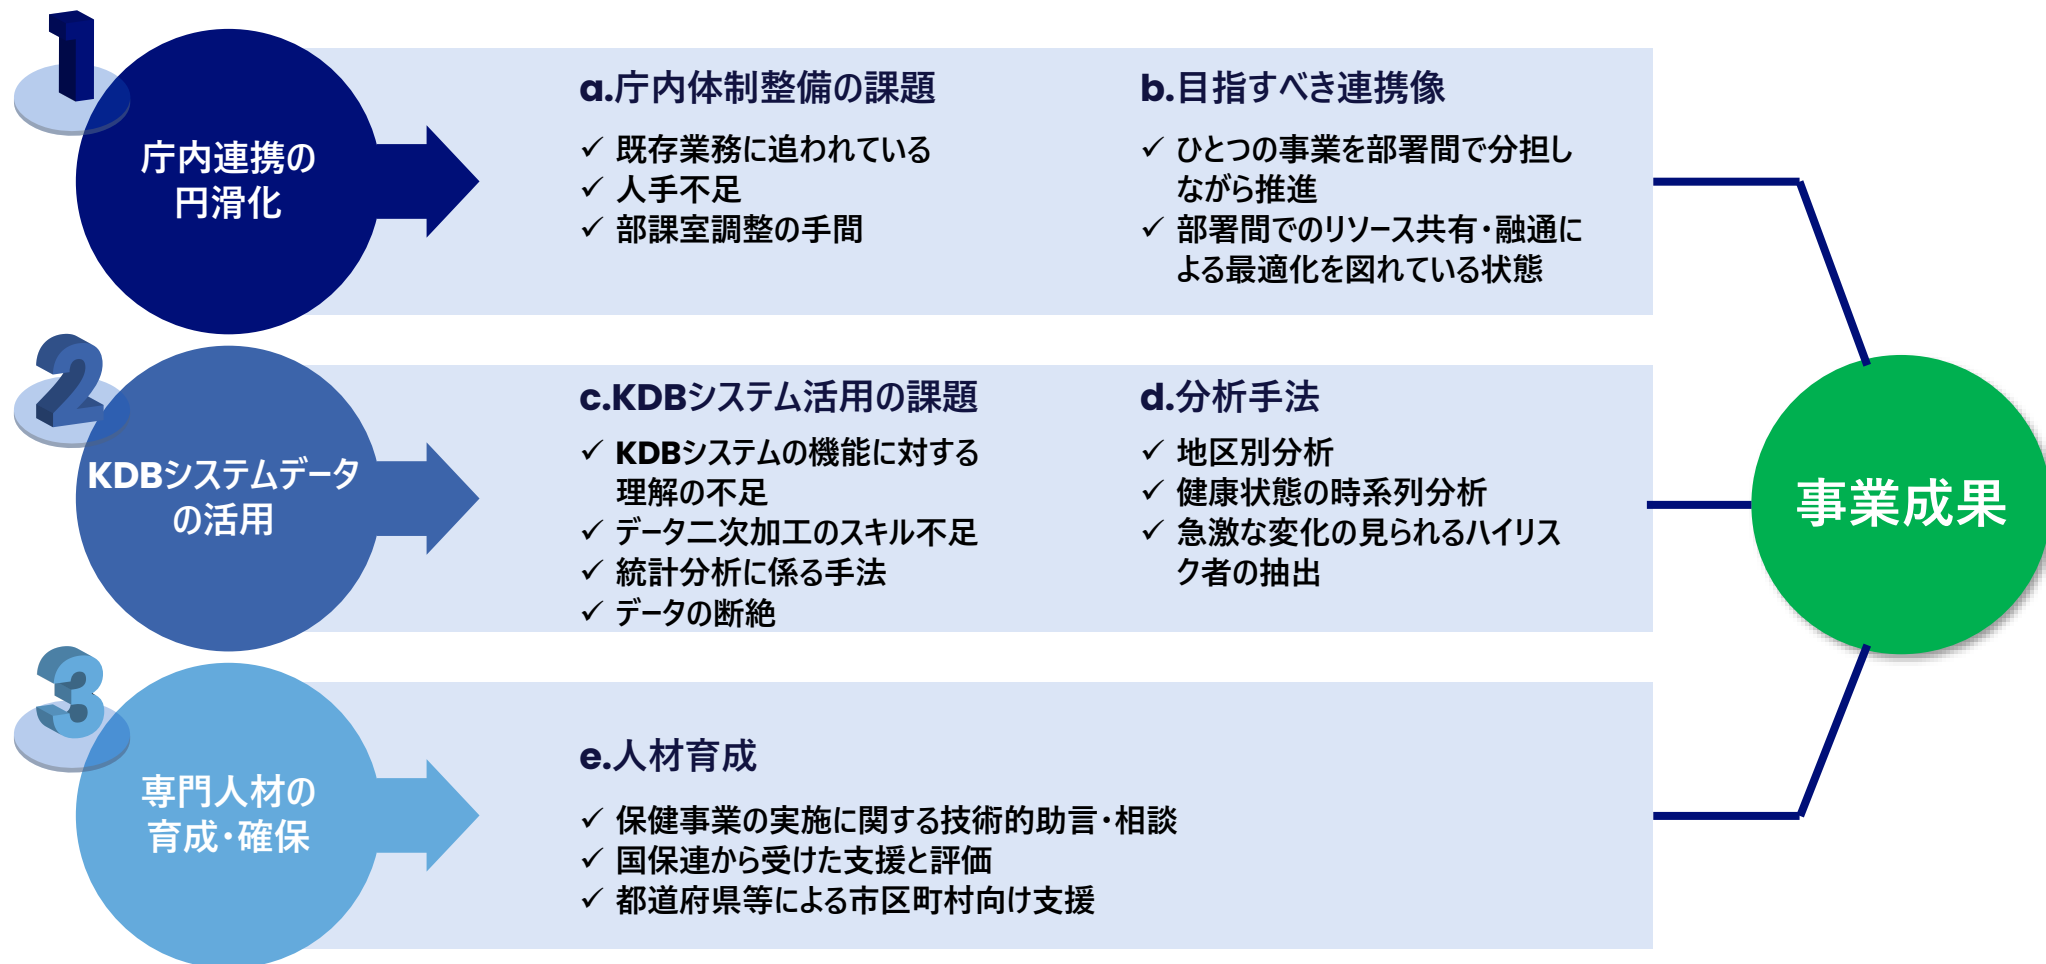 1
庁内連携の
円滑化
a.庁内体制整備の課題
✓ 既存業務に追われている
✓ 人手不足
✓ 部課室調整の手間
b.目指すべき連携像
✓ ひとつの事業を部署間で分担し
ながら推進
✓ 部署間でのリソース共有・融通に
よる最適化を図れている状態
2
KDBシステムデータ
の活用
c.KDBシステム活用の課題
✓ KDBシステムの機能に対する
理解の不足
✓ データ二次加工のスキル不足
✓ 統計分析に係る手法
✓ データの断絶
d.分析手法
✓ 地区別分析
✓ 健康状態の時系列分析
✓ 急激な変化の見られるハイリス
ク者の抽出
3
専門人材の
育成・確保
e.人材育成
✓ 保健事業の実施に関する技術的助言・相談
✓ 国保連から受けた支援と評価
✓ 都道府県等による市区町村向け支援
事業成果